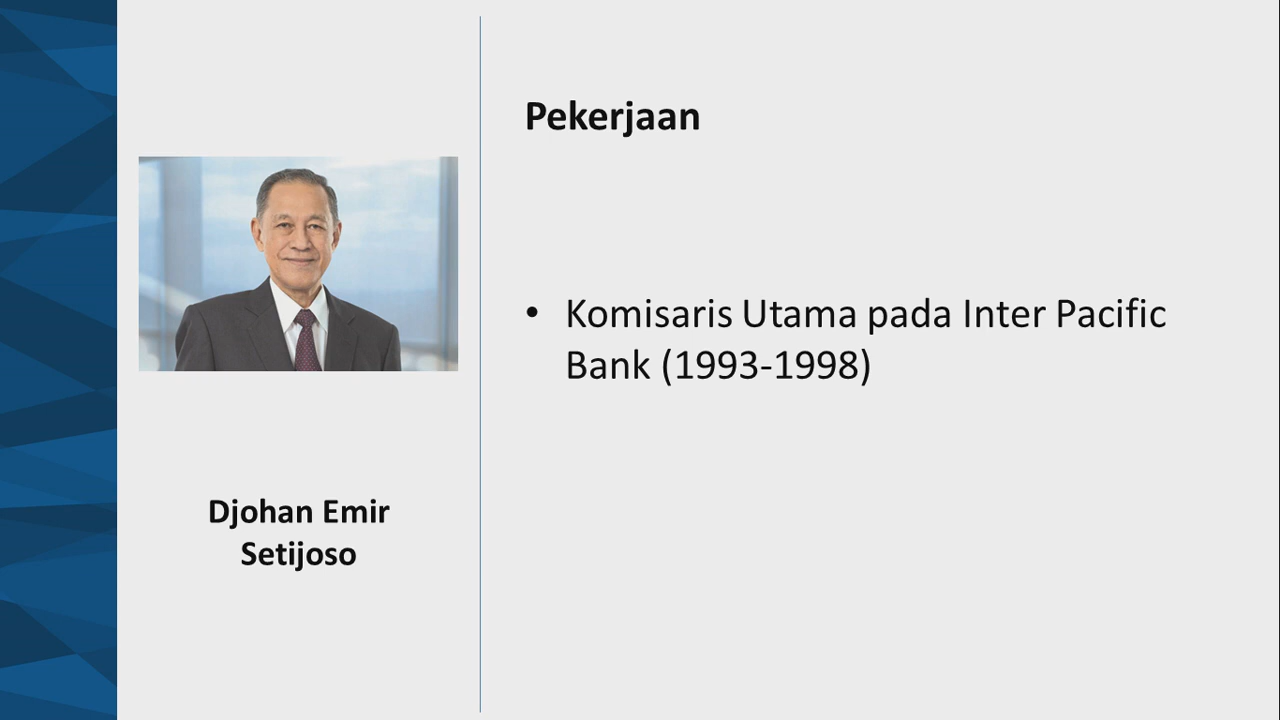 Pekerjaan
• Komisaris Utama pada Inter Pacific
Bank (1993-1998)
Djohan Emir
Setijoso